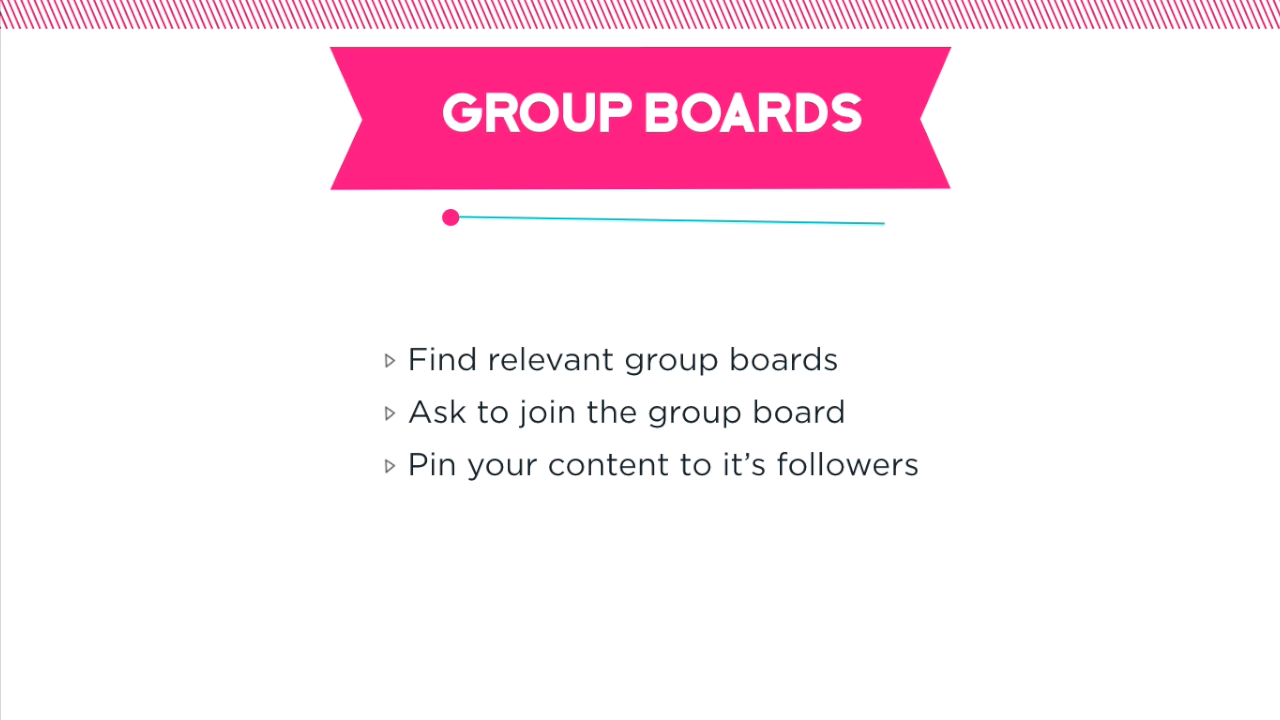 GROUP BOARDS
Find relevant group boards
Ask to join the group board
Pin your content to it’s followers